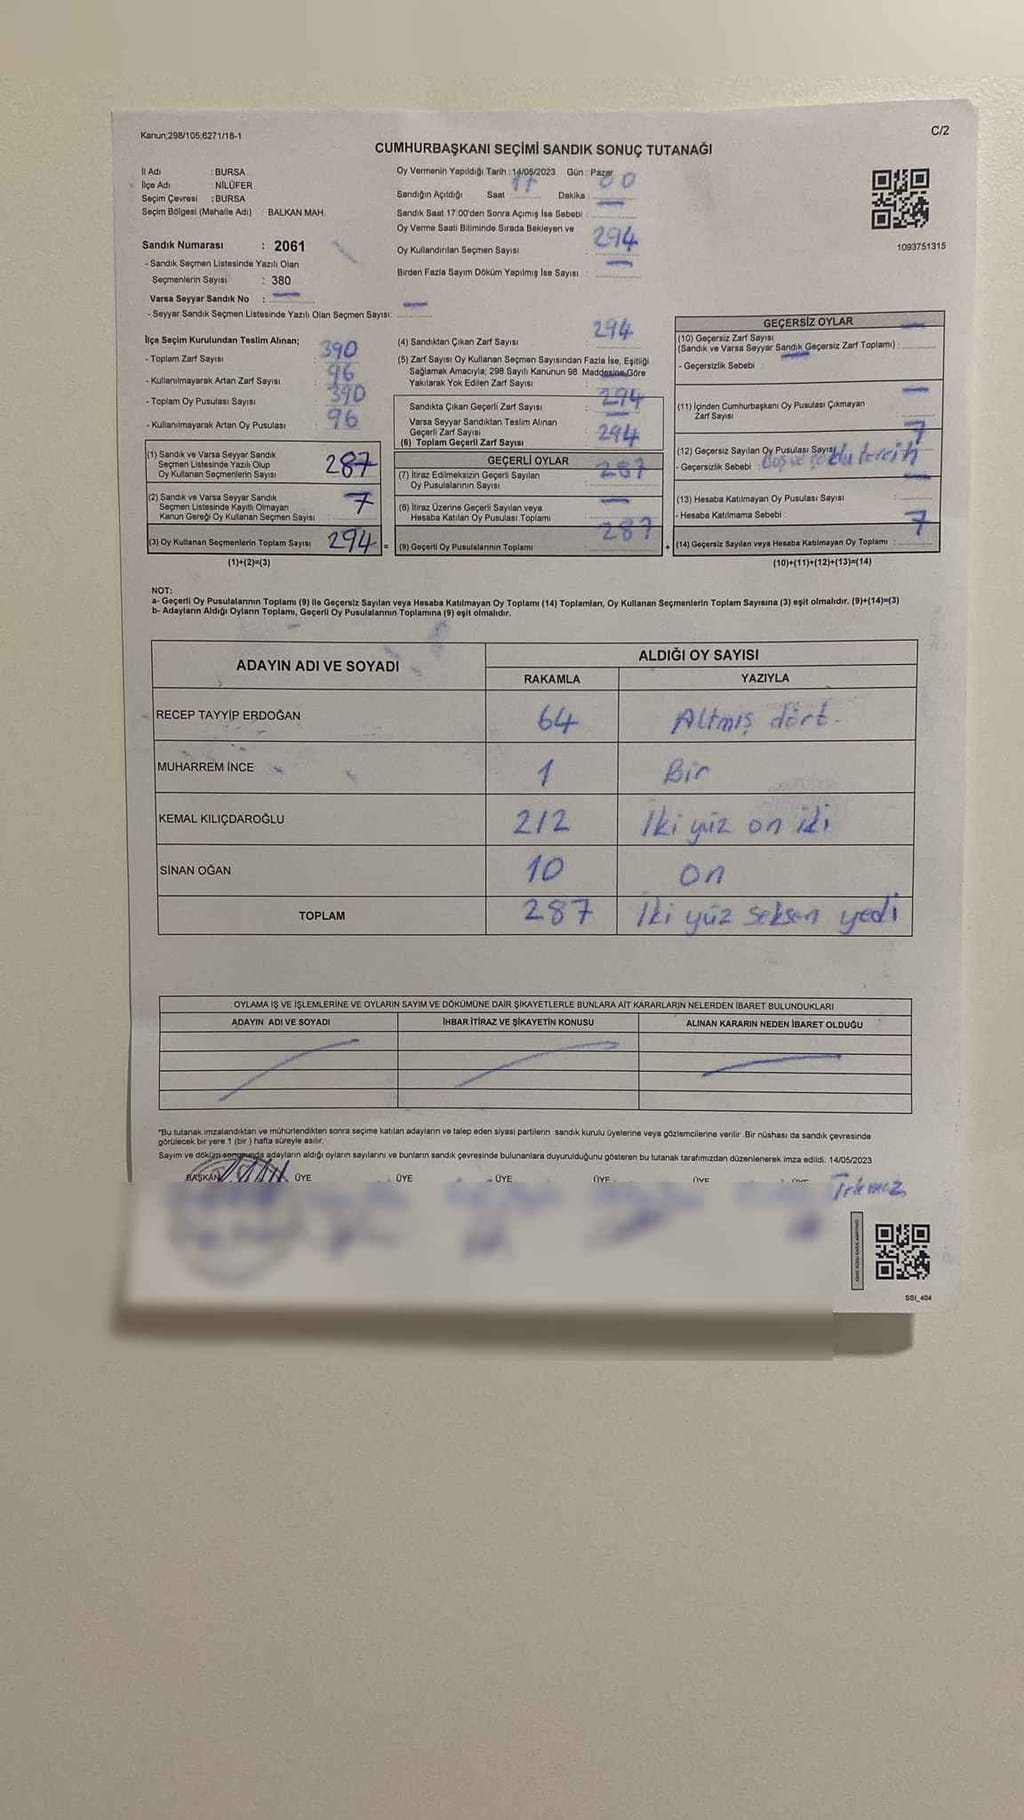 Kanun;298/105;6271/18-1
C/2
CUMHURBAŞKANI SEÇİMİ SANDIK SONUÇ TUTANAĞI
İl Adı : BURSA
İlçe Adı : NİLÜFER
Seçim Çevresi : BURSA
Seçim Bölgesi (Mahalle Adı) : BALKAN MAH.
Oy Vermenin Yapıldığı Tarih : 14/05/2023 Gün : Pazar
Sandığın Açıldığı Saat 17 Dakika : 00
Sandık Saat 17:00'den Sonra Açımış İse Sebebi :
Oy Verme Saati Bitiminde Sırada Bekleyen ve
Oy Kullandırılan Seçmen Sayısı : 294
Birden Fazla Sayım Döküm Yapılmış İse Sayısı :
1093751315
Sandık Numarası : 2061
- Sandık Seçmen Listesinde Yazılı Olan
Seçmenlerin Sayısı : 380
Varsa Seyyar Sandık No :
- Seyyar Sandık Seçmen Listesinde Yazılı Olan Seçmen Sayısı:
İlçe Seçim Kurulundan Teslim Alınan;
- Toplam Zarf Sayısı : 390
- Kullanılmayarak Artan Zarf Sayısı : 96
- Toplam Oy Pusulası Sayısı : 390
- Kullanılmayarak Artan Oy Pusulası : 96
(1) Sandık ve Varsa Seyyar Sandık
Seçmen Listesinde Yazılı Olup
Oy Kullanan Seçmenlerin Sayısı 287
(2) Sandık ve Varsa Seyyar Sandık
Seçmen Listesinde Kayıtlı Olmayan
Kanun Gereği Oy Kullanan Seçmen Sayısı : 7
(3) Oy Kullanan Seçmenlerin Toplam Sayısı 294 =
(1)+(2)=(3)
(4) Sandıktan Çıkan Zarf Sayısı : 294
(5) Zarf Sayısı Oy Kullanan Seçmen Sayısından Fazla İse, Eşitliği
Sağlamak Amacıyla; 298 Sayılı Kanunun 98. Maddesine Göre
Yakılarak Yok Edilen Zarf Sayısı :
Sandıkta Çıkan Geçerli Zarf Sayısı : 294
Varsa Seyyar Sandıktan Teslim Alınan
Geçerli Zarf Sayısı
(6) Toplam Geçerli Zarf Sayısı : 294
GEÇERLİ OYLAR
(7) İtiraz Edilmeksizin Geçerli Sayılan
Oy Pusulalarının Sayısı : 287
(8) İtiraz Üzerine Geçerli Sayılan veya
Hesaba Katılan Oy Pusulası Toplamı
(9) Geçerli Oy Pusulalarının Toplamı : 287 +
GEÇERSİZ OYLAR
(10) Geçersiz Zarf Sayısı
(Sandık ve Varsa Seyyar Sandık Geçersiz Zarf Toplamı) :
- Geçersizlik Sebebi :
(11) İçinden Cumhurbaşkanı Oy Pusulası Çıkmayan
Zarf Sayısı
(12) Geçersiz Sayılan Oy Pusulası Sayısı 7
- Geçersizlik Sebebi : Boş ve tercih
(13) Hesaba Katılmayan Oy Pusulası Sayısı
- Hesaba Katılmama Sebebi :
(14) Geçersiz Sayılan veya Hesaba Katılmayan Oy Toplamı : 7
(10)+(11)+(12)+(13)=(14)
NOT:
a- Geçerli Oy Pusulalarının Toplamı (9) ile Geçersiz Sayılan veya Hesaba Katılmayan Oy Toplamı (14) Toplamları, Oy Kullanan Seçmenlerin Toplam Sayısına (3) eşit olmalıdır. (9)+(14)=(3)
b- Adayların Aldığı Oyların Toplamı, Geçerli Oy Pusulalarının Toplamına (9) eşit olmalıdır.
ADAYIN ADI VE SOYADI
ALDIĞI OY SAYISI
RAKAMLA YAZIYLA
RECEP TAYYİP ERDOĞAN 64 Altmış dört
MUHARREM İNCE 1 Bir
KEMAL KILIÇDAROĞLU 212 İki yüz on iki
SİNAN OĞAN 10 on
TOPLAM 287 İki yüz seksen yedi
OYLAMA İŞ VE İŞLEMLERİNE VE OYLARIN SAYIM VE DÖKÜMÜNE DAİR ŞİKAYETLERLE BUNLARA AİT KARARLARIN NELERDEN İBARET BULUNDUKLARI
ADAYIN ADI VE SOYADI İHBAR İTİRAZ VE ŞİKAYETİN KONUSU ALINAN KARARIN NEDEN İBARET OLDUĞU
*Bu tutanak imzalandıktan ve mühürlendikten sonra seçime katılan adayların ve talep eden siyasi partilerin sandık kurulu üyelerine veya gözlemcilerine verilir. Bir nüshası da sandık çevresinde
görülecek bir yere 1 (bir) hafta süreyle asılır.
Sayım ve döküm sonucunda adayların aldığı oyların sayılarını ve bunların sandık çevresinde bulunanlara duyurulduğunu gösteren bu tutanak tarafımızdan düzenlenerek imza edildi. 14/05/2023
BAŞKAN ÜYE ÜYE ÜYE ÜYE ÜYE ÜYE
SSI_404